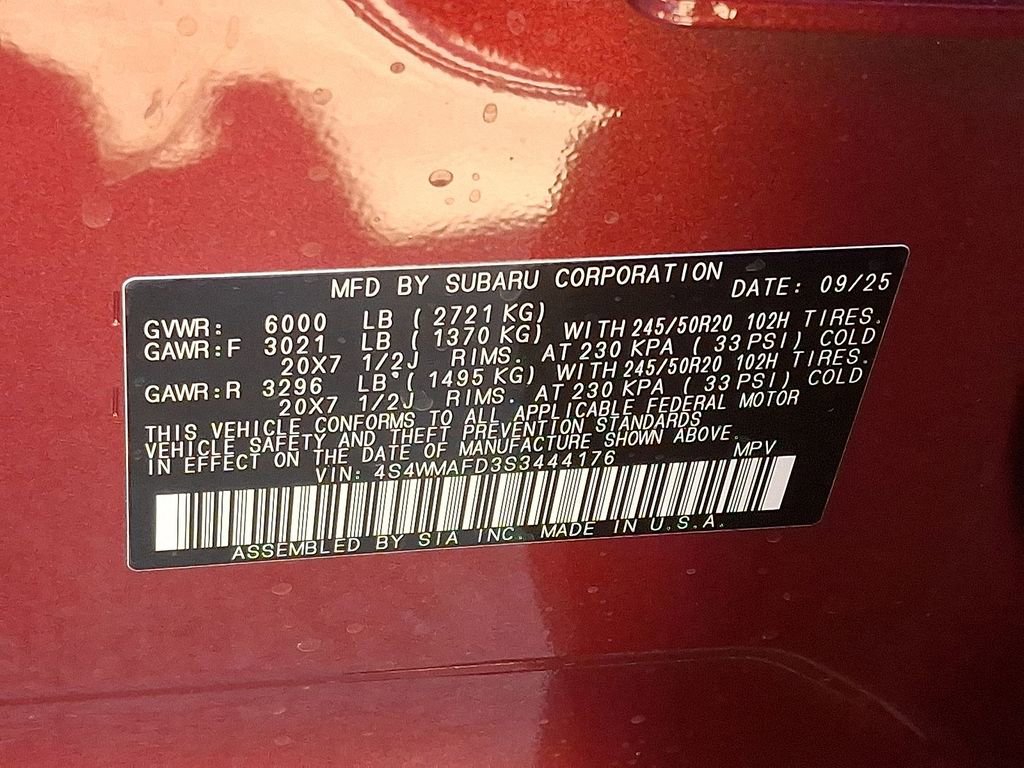 MFD BY SUBARU CORPORATION DATE: 09/25
GVWR: 6000 LB ( 2721 KG)
GAWR:F 3021 LB ( 1370 KG) WITH 245/50R20 102H TIRES.
20X7 1/2J RIMS. AT 230 KPA ( 33 PSI) COLD
GAWR:R 3296 LB ( 1495 KG) WITH 245/50R20 102H TIRES.
20X7 1/2J RIMS. AT 230 KPA ( 33 PSI) COLD
THIS VEHICLE CONFORMS TO ALL APPLICABLE FEDERAL MOTOR
VEHICLE SAFETY AND THEFT PREVENTION STANDARDS
IN EFFECT ON THE DATE OF MANUFACTURE SHOWN ABOVE.
VIN: 4S4WMAFD3S3444176 MPV
ASSEMBLED BY SIA INC. MADE IN U.S.A.